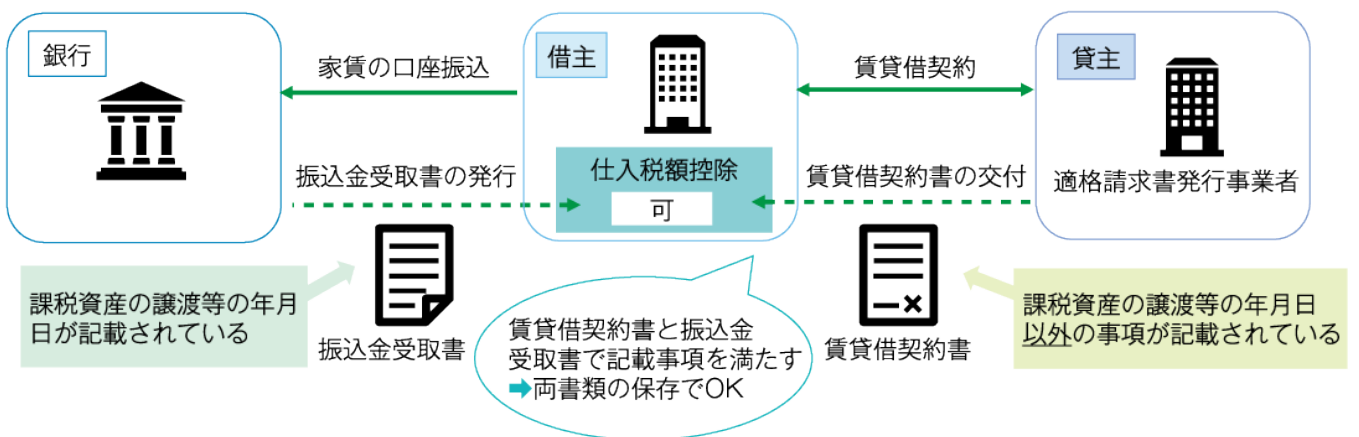 銀行
家賃の口座振込
借主
賃貸借契約
貸主
振込金受取書の発行
仕入税額控除
可
賃貸借契約書の交付
適格請求書発行事業者
課税資産の譲渡等の年月
日が記載されている
振込金受取書
賃貸借契約書と振込金
受取書で記載事項を満たす
➡両書類の保存でOK
賃貸借契約書
課税資産の譲渡等の年月日
以外の事項が記載されている